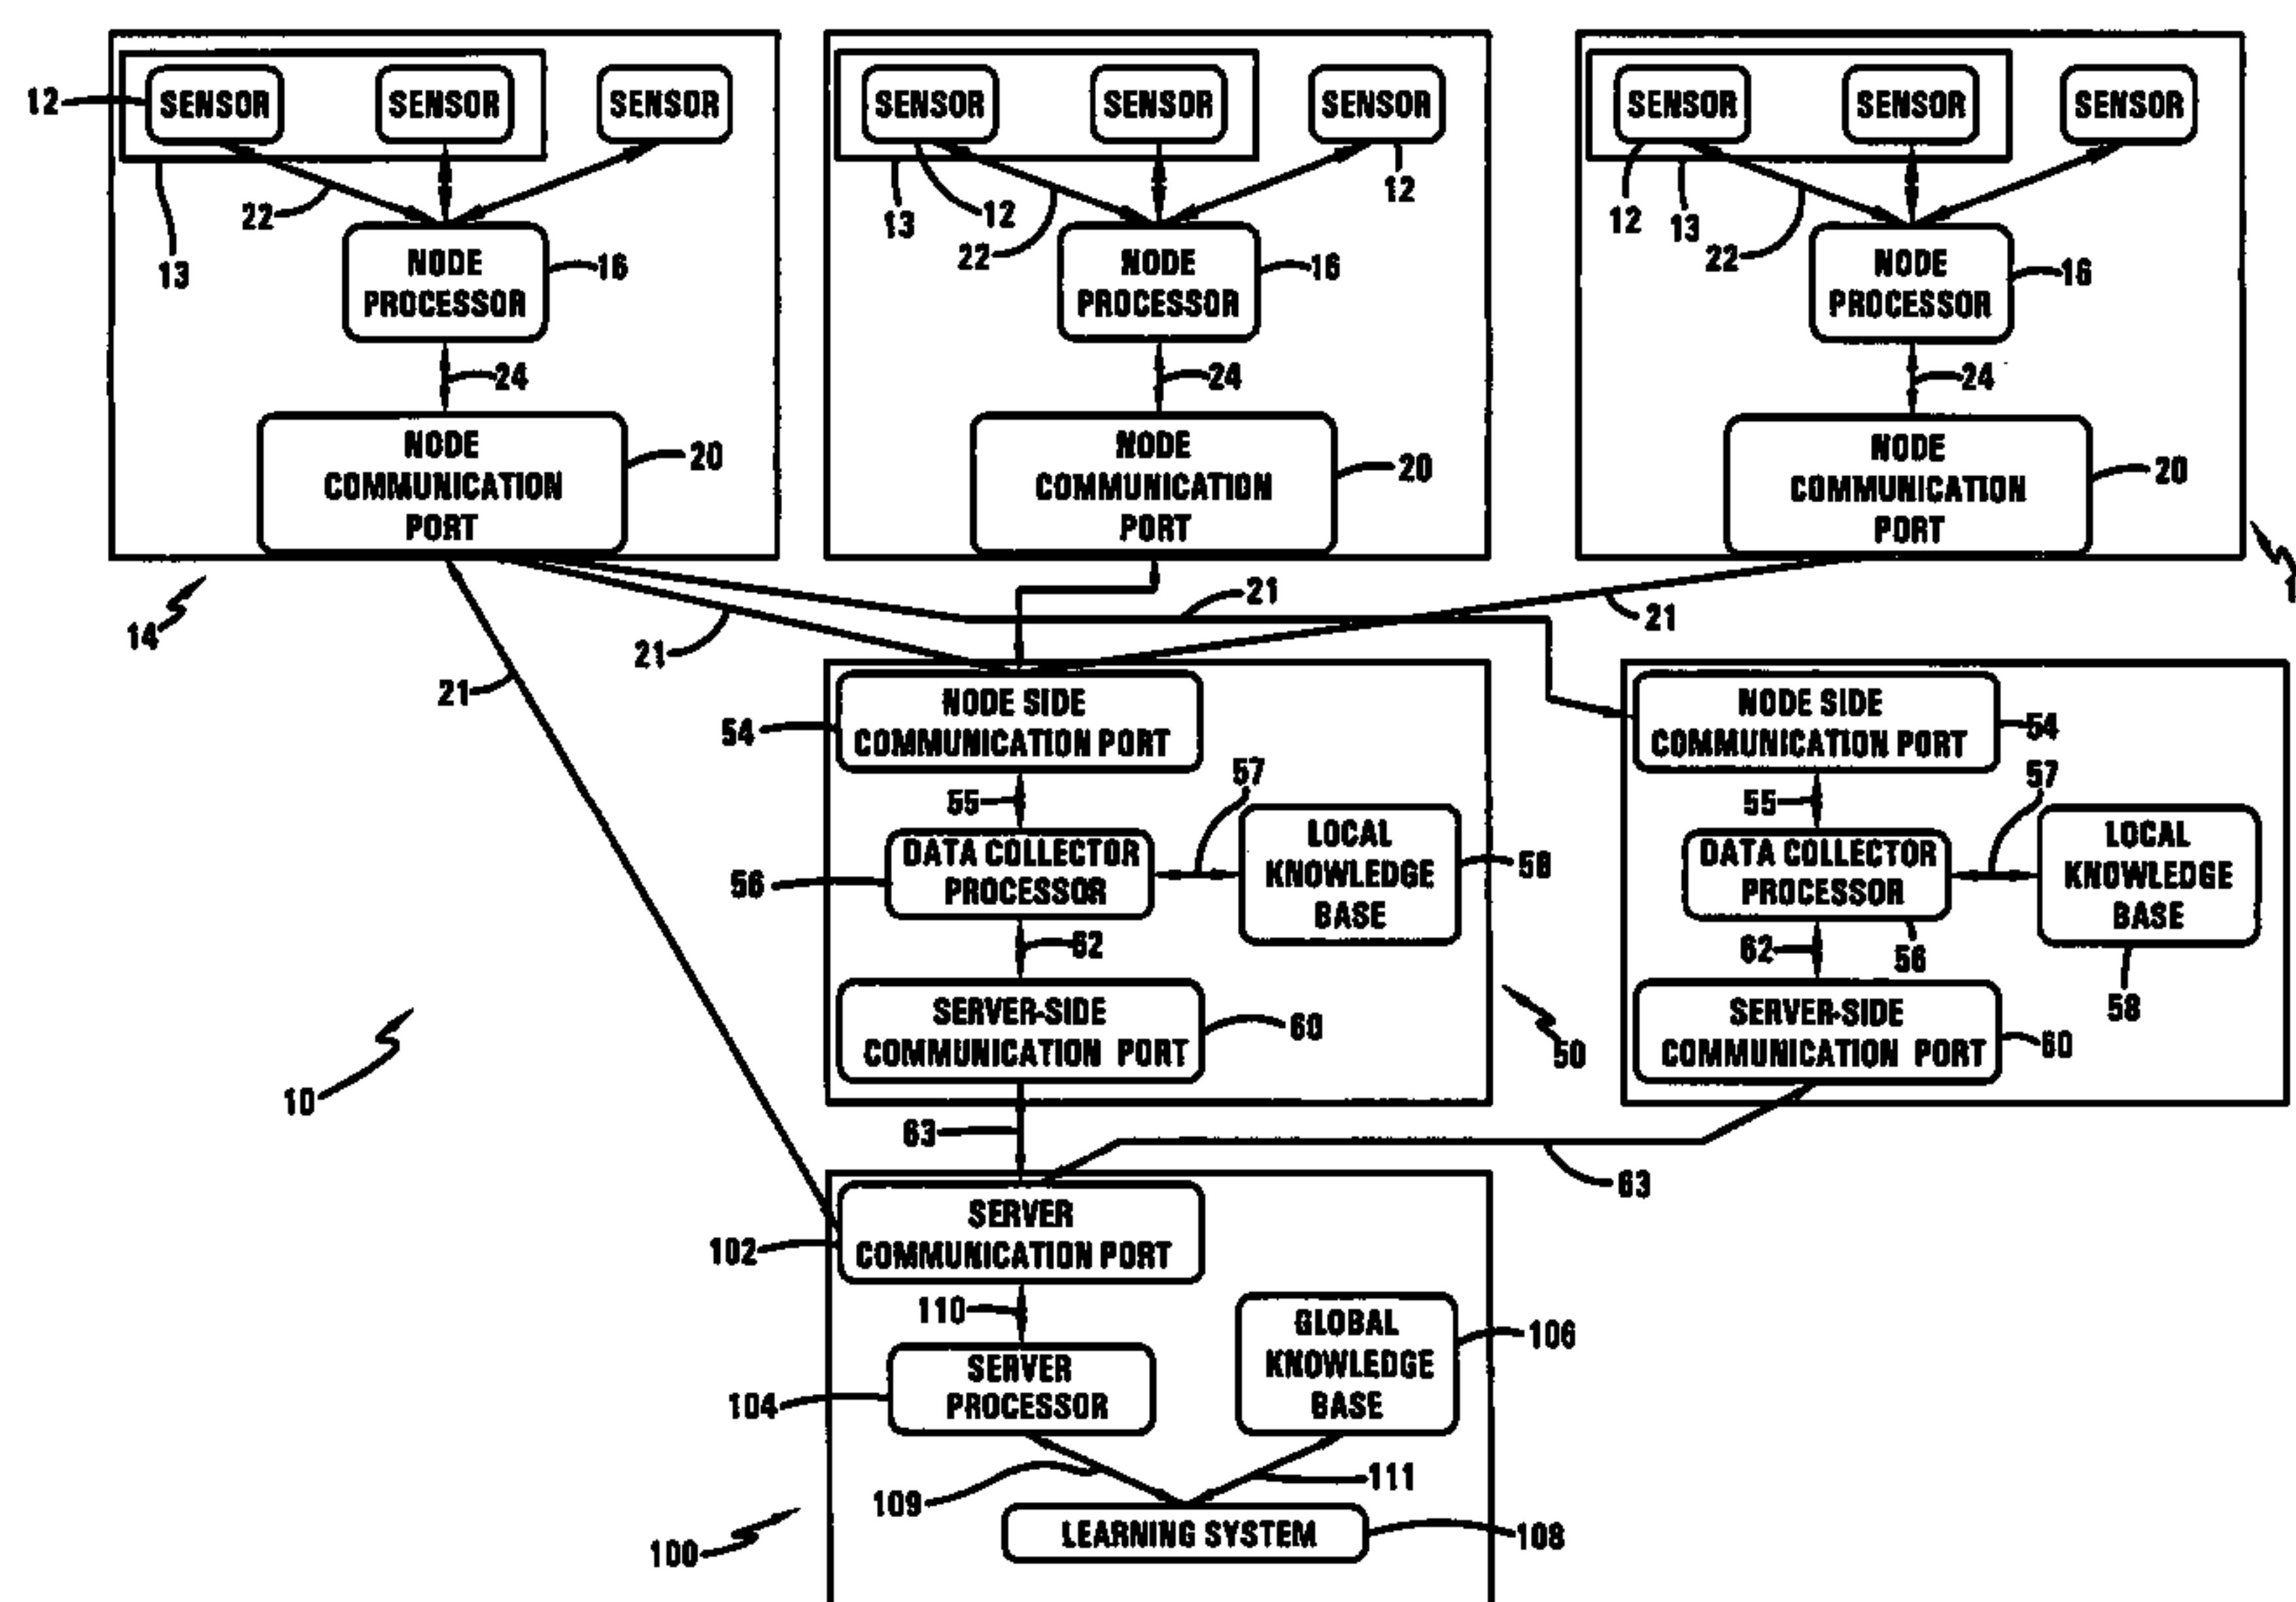 SENSOR SENSOR SENSOR
12
22
13
NODE
PROCESSOR
16
24
NODE
COMMUNICATION
PORT
20
14
SENSOR SENSOR SENSOR
13
12
12
22
NODE
PROCESSOR
16
24
NODE
COMMUNICATION
PORT
20
SENSOR SENSOR SENSOR
12
13
22
NODE
PROCESSOR
16
24
NODE
COMMUNICATION
PORT
20
21
21
21
21
NODE SIDE
COMMUNICATION PORT
54
55
57
DATA COLLECTOR
PROCESSOR
56
LOCAL
KNOWLEDGE
BASE
58
62
SERVER-SIDE
COMMUNICATION PORT
60
50
NODE SIDE
COMMUNICATION PORT
54
55
57
DATA COLLECTOR
PROCESSOR
56
LOCAL
KNOWLEDGE
BASE
58
62
SERVER-SIDE
COMMUNICATION PORT
60
10
63
63
SERVER
COMMUNICATION PORT
102
110
SERVER
PROCESSOR
104
GLOBAL
KNOWLEDGE
BASE
106
109
111
LEARNING SYSTEM
108
100